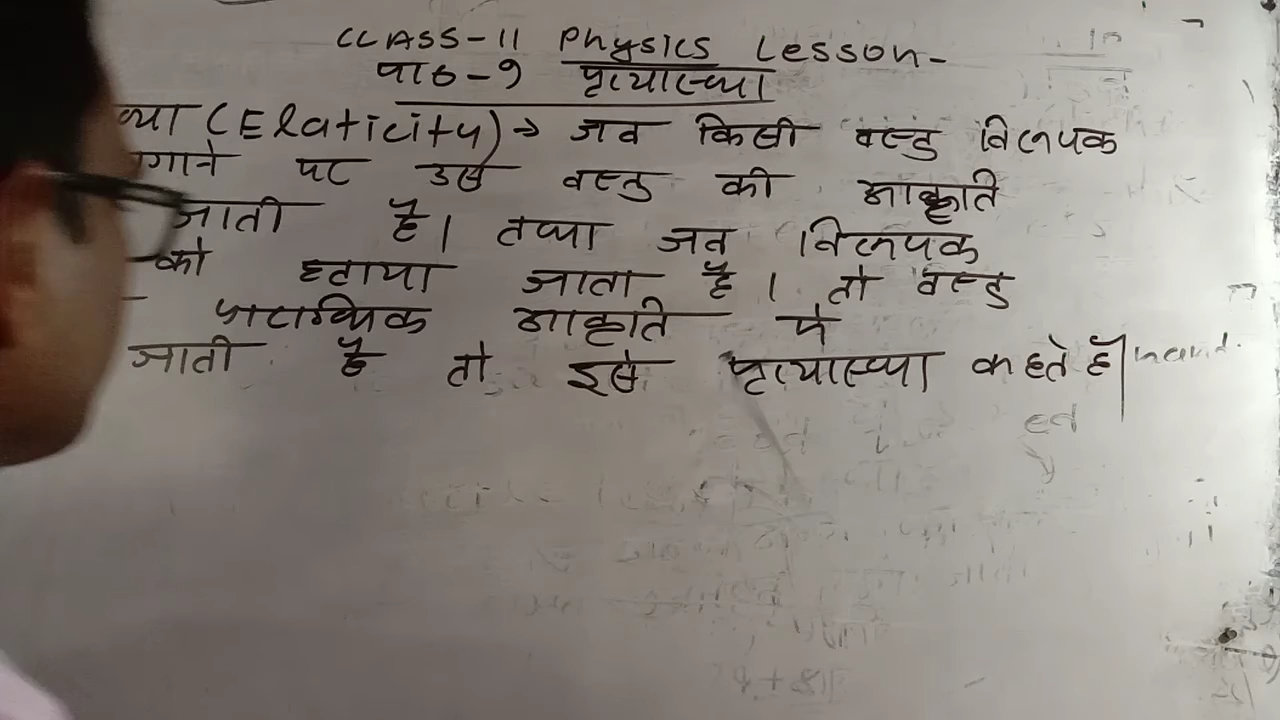 CLASS-11 Physics Lesson-
पाठ-9 प्रत्यास्था
स्था (Elaticity) → जब किसी वस्तु विरूपक
लगाने पर उस वस्तु की आकृति
जाती है। तथा जब विरूपक
को हटाया जाता है। तो वस्तु
प्रारम्भिक आकृति में
जाती है तो इसे प्रत्यास्था कहते है।